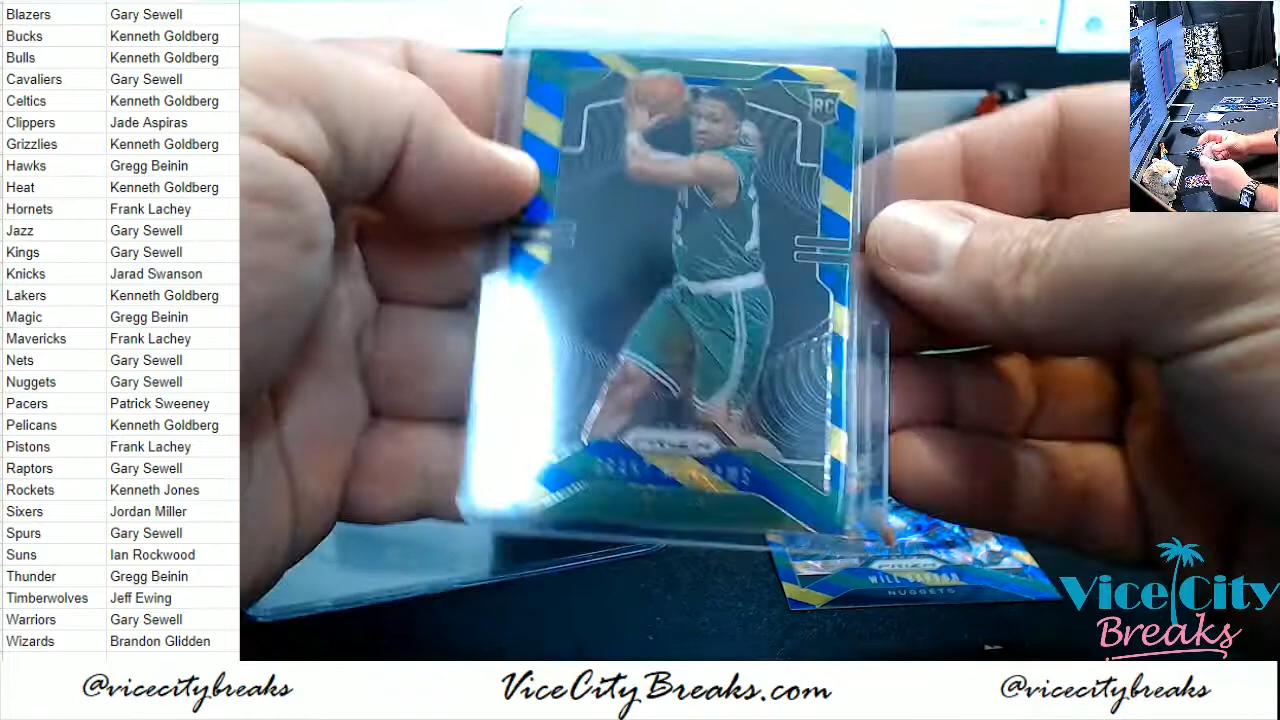 Blazers Gary Sewell
Bucks Kenneth Goldberg
Bulls Kenneth Goldberg
Cavaliers Gary Sewell
Celtics Kenneth Goldberg
Clippers Jade Aspiras
Grizzlies Kenneth Goldberg
Hawks Gregg Beinin
Heat Kenneth Goldberg
Hornets Frank Lachey
Jazz Gary Sewell
Kings Gary Sewell
Knicks Jarad Swanson
Lakers Kenneth Goldberg
Magic Gregg Beinin
Mavericks Frank Lachey
Nets Gary Sewell
Nuggets Gary Sewell
Pacers Patrick Sweeney
Pelicans Kenneth Goldberg
Pistons Frank Lachey
Raptors Gary Sewell
Rockets Kenneth Jones
Sixers Jordan Miller
Spurs Gary Sewell
Suns Ian Rockwood
Thunder Gregg Beinin
Timberwolves Jeff Ewing
Warriors Gary Sewell
Wizards Brandon Glidden
RC
PRIZM
PRIZM
WILL BARTON
NUGGETS
Vice City
Breaks
@vicecitybreaks
ViceCityBreaks.com
@vicecitybreaks